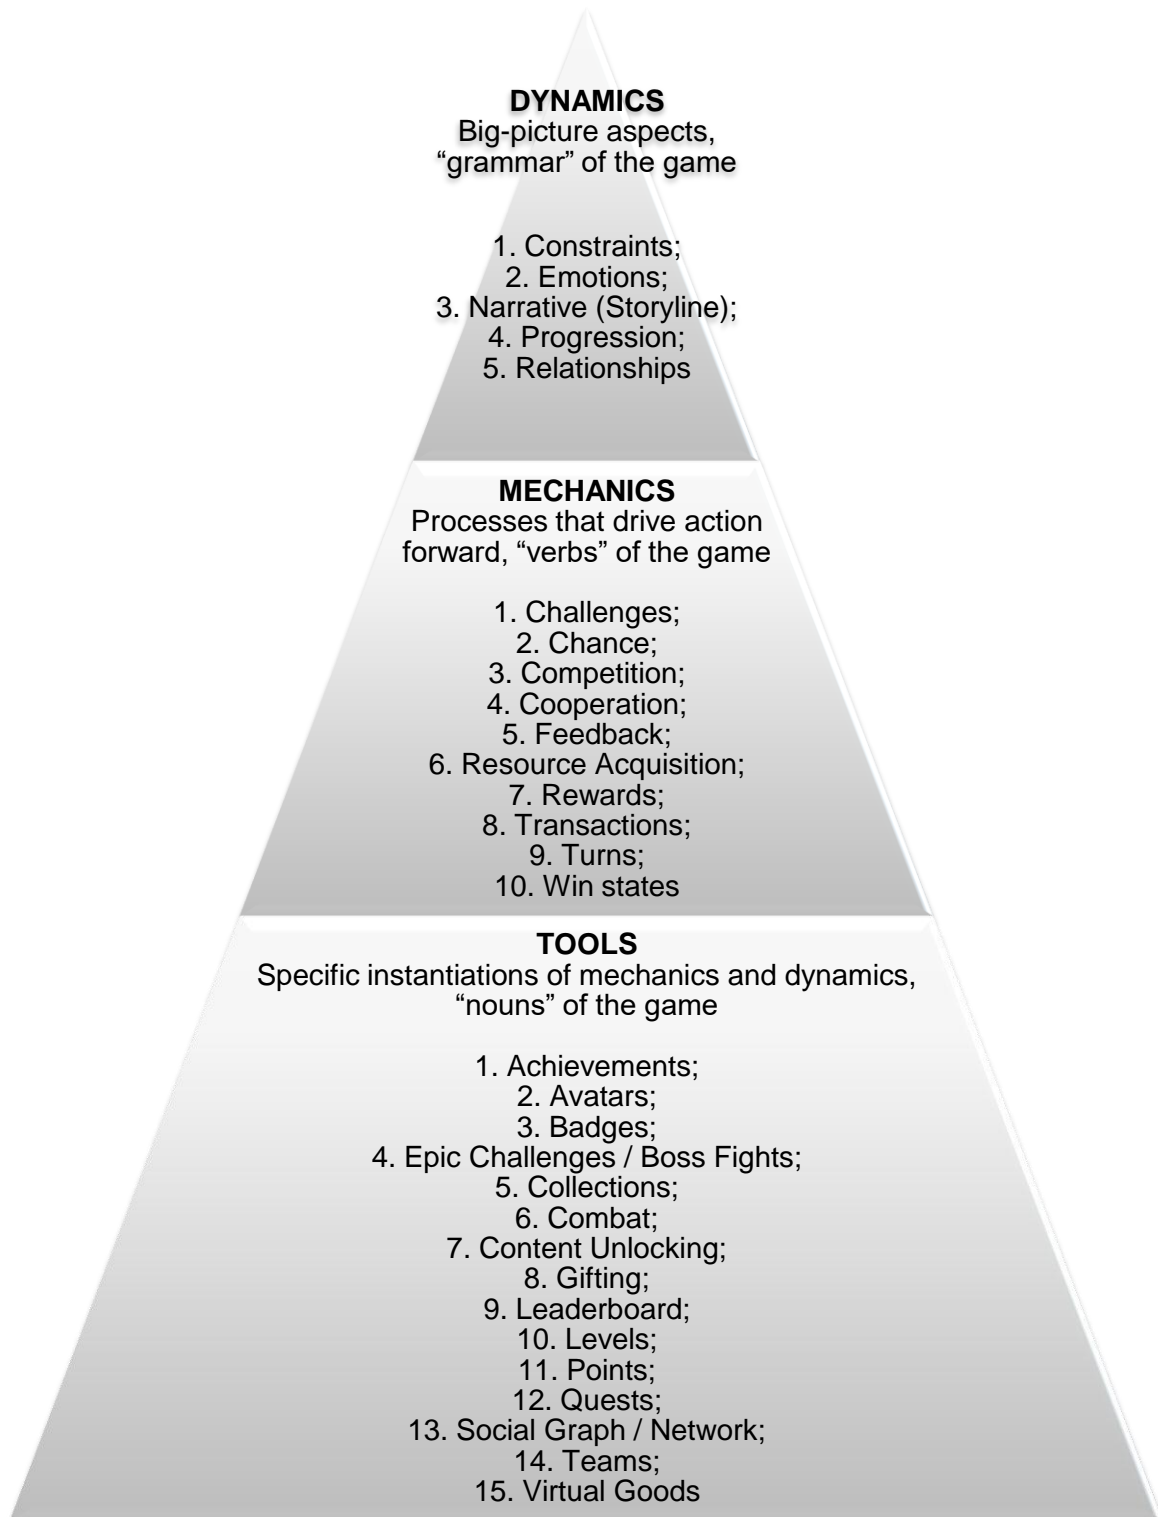 DYNAMICS
Big-picture aspects,
“grammar” of the game
1. Constraints;
2. Emotions;
3. Narrative (Storyline);
4. Progression;
5. Relationships
MECHANICS
Processes that drive action
forward, “verbs” of the game
1. Challenges;
2. Chance;
3. Competition;
4. Cooperation;
5. Feedback;
6. Resource Acquisition;
7. Rewards;
8. Transactions;
9. Turns;
10. Win states
TOOLS
Specific instantiations of mechanics and dynamics,
“nouns” of the game
1. Achievements;
2. Avatars;
3. Badges;
4. Epic Challenges / Boss Fights;
5. Collections;
6. Combat;
7. Content Unlocking;
8. Gifting;
9. Leaderboard;
10. Levels;
11. Points;
12. Quests;
13. Social Graph / Network;
14. Teams;
15. Virtual Goods